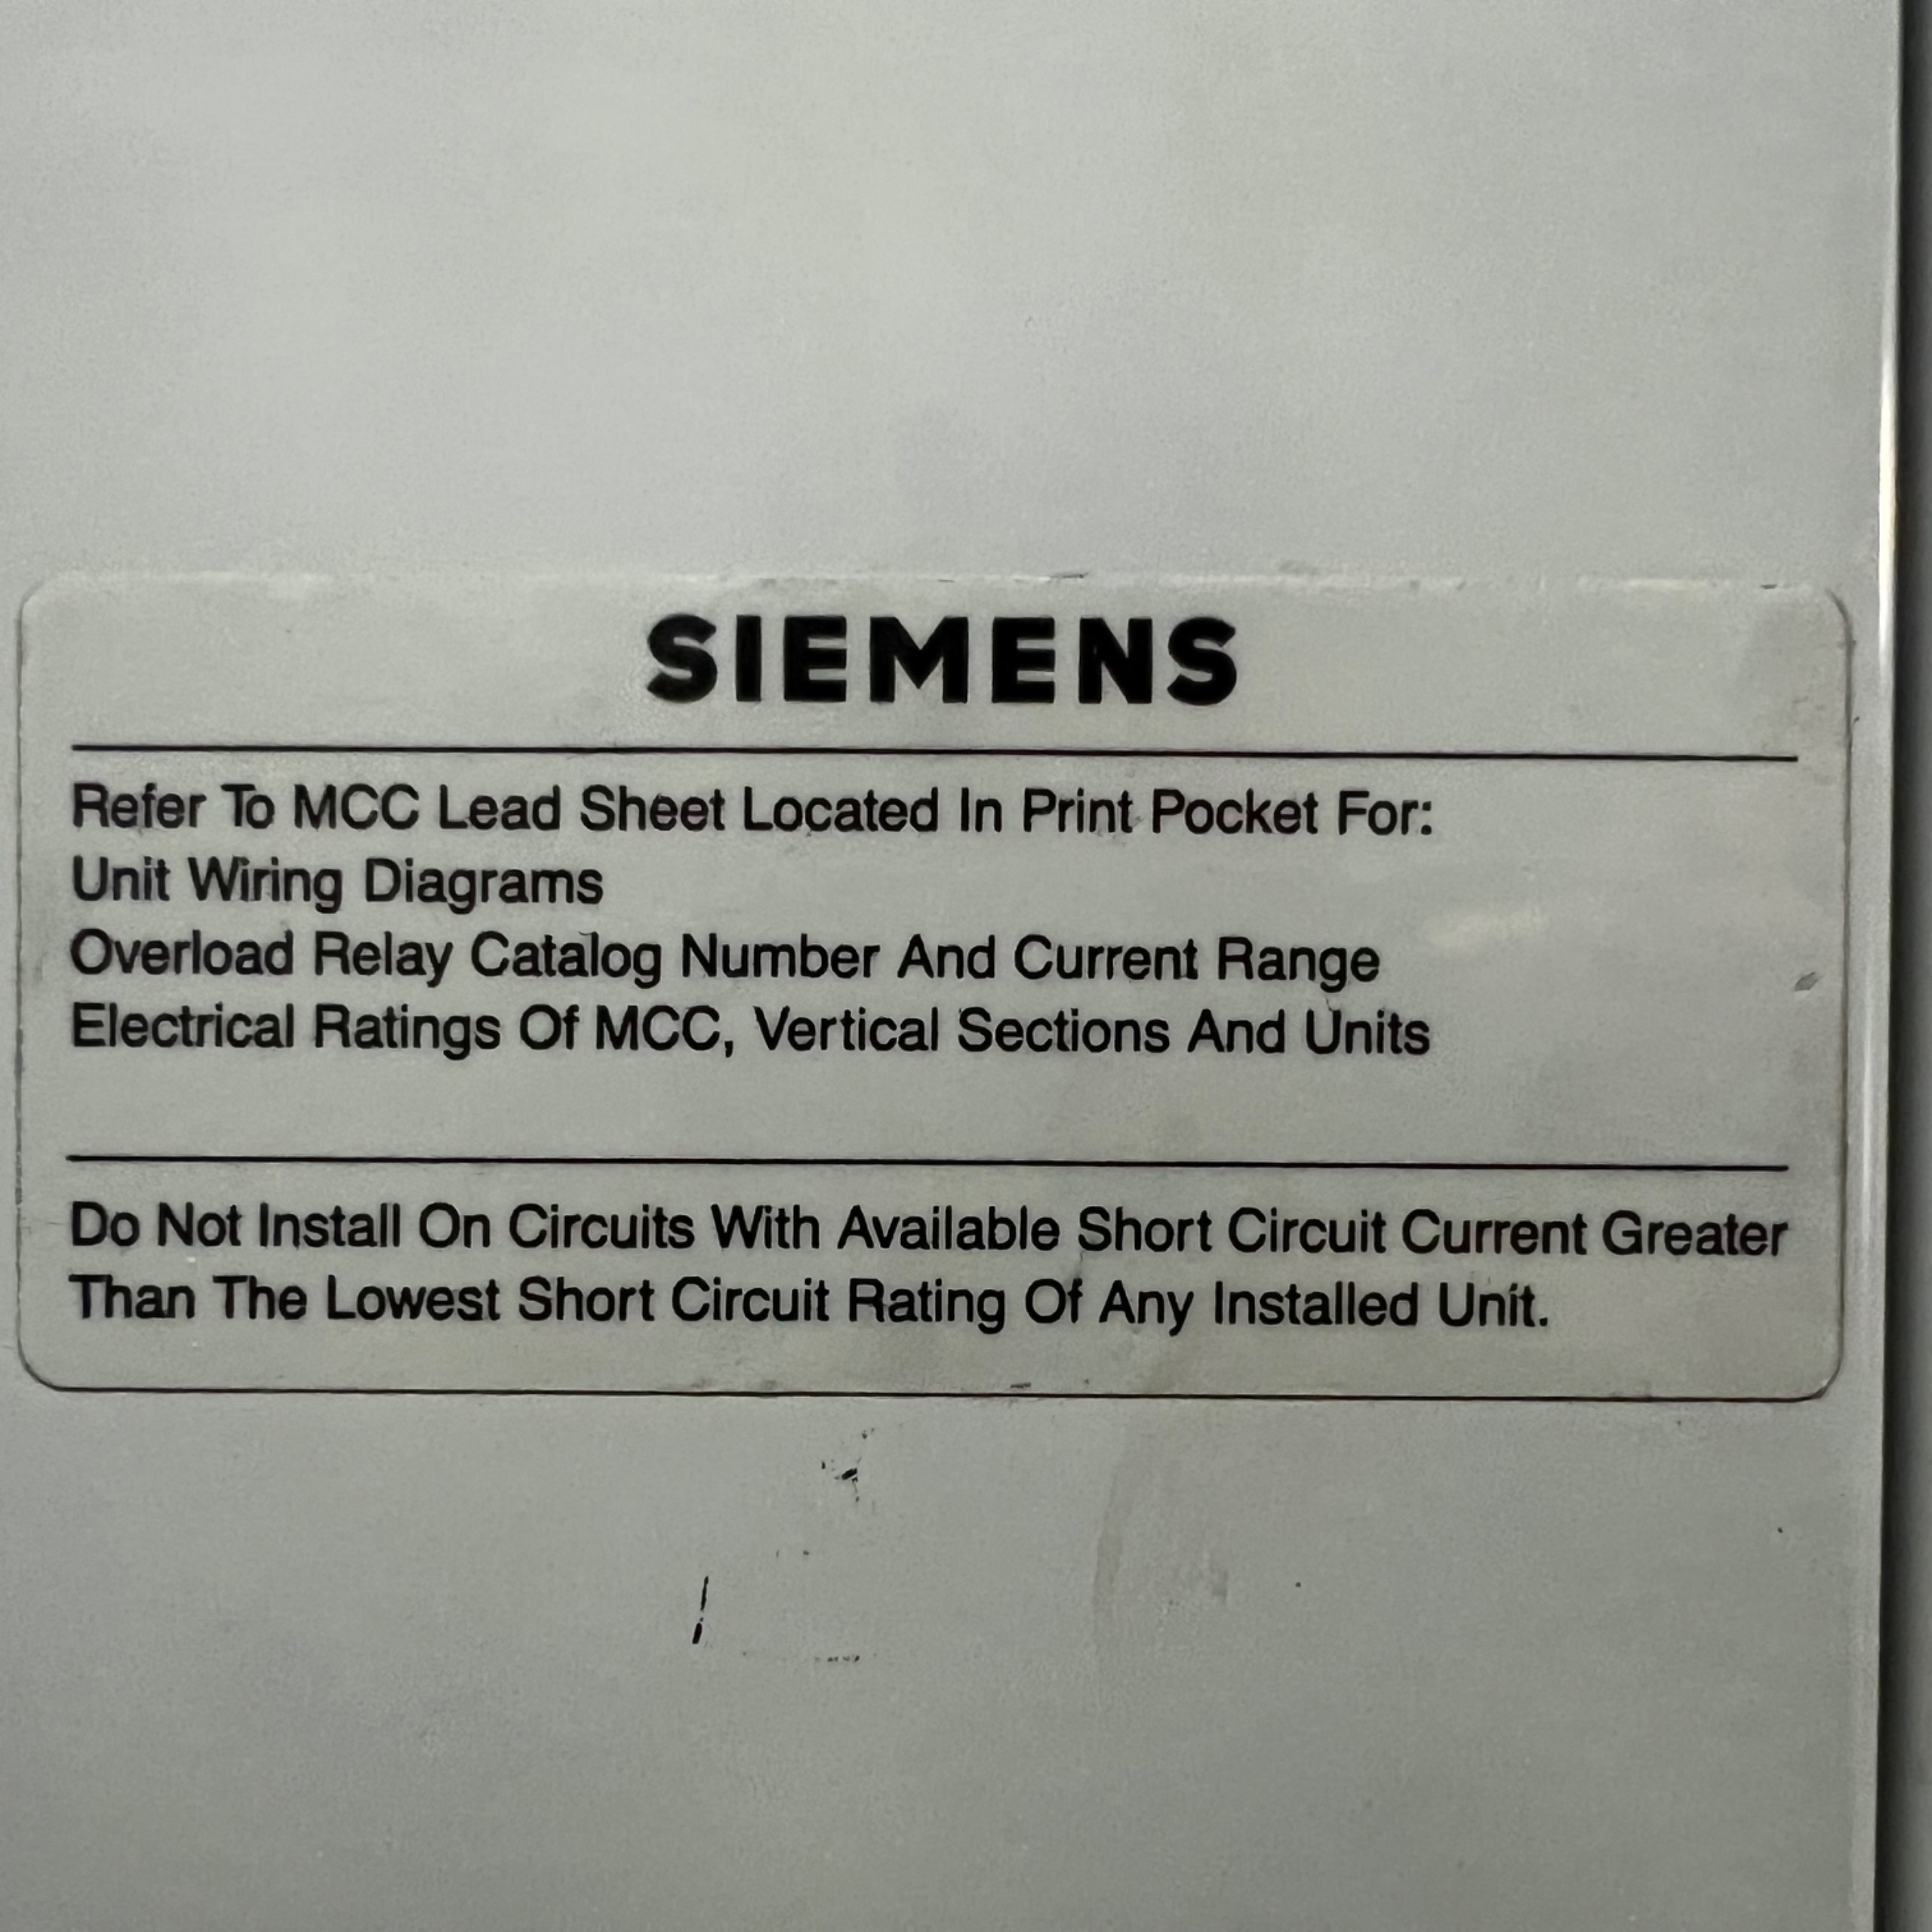 SIEMENS
Refer To MCC Lead Sheet Located In Print Pocket For:
Unit Wiring Diagrams
Overload Relay Catalog Number And Current Range
Electrical Ratings Of MCC, Vertical Sections And Units
Do Not Install On Circuits With Available Short Circuit Current Greater
Than The Lowest Short Circuit Rating Of Any Installed Unit.